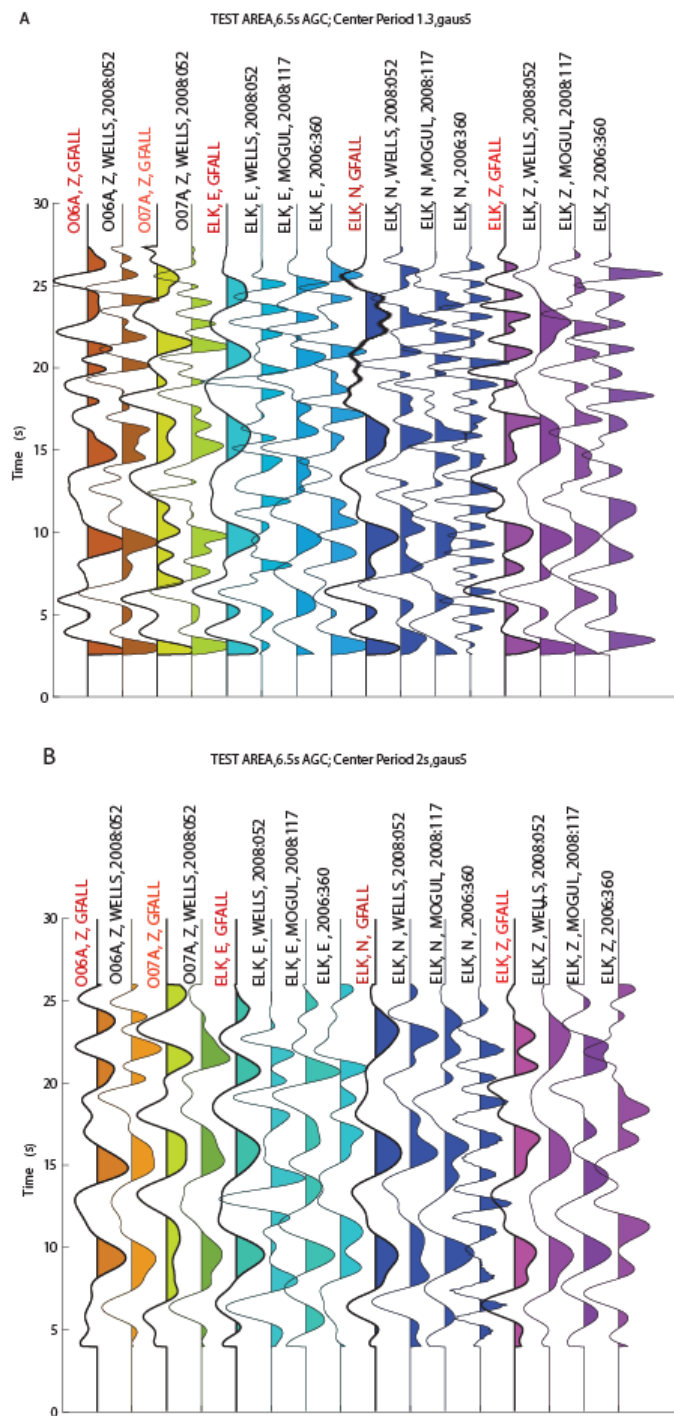 A
TEST AREA,6.5s AGC; Center Period 1.3,gaus5
O06A, Z, GFALL
O06A, Z, WELLS, 2008:052
O07A, Z, GFALL
O07A, Z, WELLS, 2008:052
ELK, E, GFALL
ELK, E, WELLS, 2008:052
ELK, E, MOGUL, 2008:117
ELK, E, 2006:360
ELK, N, GFALL
ELK, N, WELLS, 2008:052
ELK, N, MOGUL, 2008:117
ELK, N, 2006:360
ELK, Z, GFALL
ELK, Z, WELLS, 2008:052
ELK, Z, MOGUL, 2008:117
ELK, Z, 2006:360
30
25
20
15
10
5
0
Time (s)
B
TEST AREA,6.5s AGC; Center Period 2s,gaus5
O06A, Z, GFALL
O06A, Z, WELLS, 2008:052
O07A, Z, GFALL
O07A, Z, WELLS, 2008:052
ELK, E, GFALL
ELK, E, WELLS, 2008:052
ELK, E, MOGUL, 2008:117
ELK, E, 2006:360
ELK, N, GFALL
ELK, N, WELLS, 2008:052
ELK, N, MOGUL, 2008:117
ELK, N, 2006:360
ELK, Z, GFALL
ELK, Z, WELLS, 2008:052
ELK, Z, MOGUL, 2008:117
ELK, Z, 2006:360
30
25
20
15
10
5
0
Time (s)